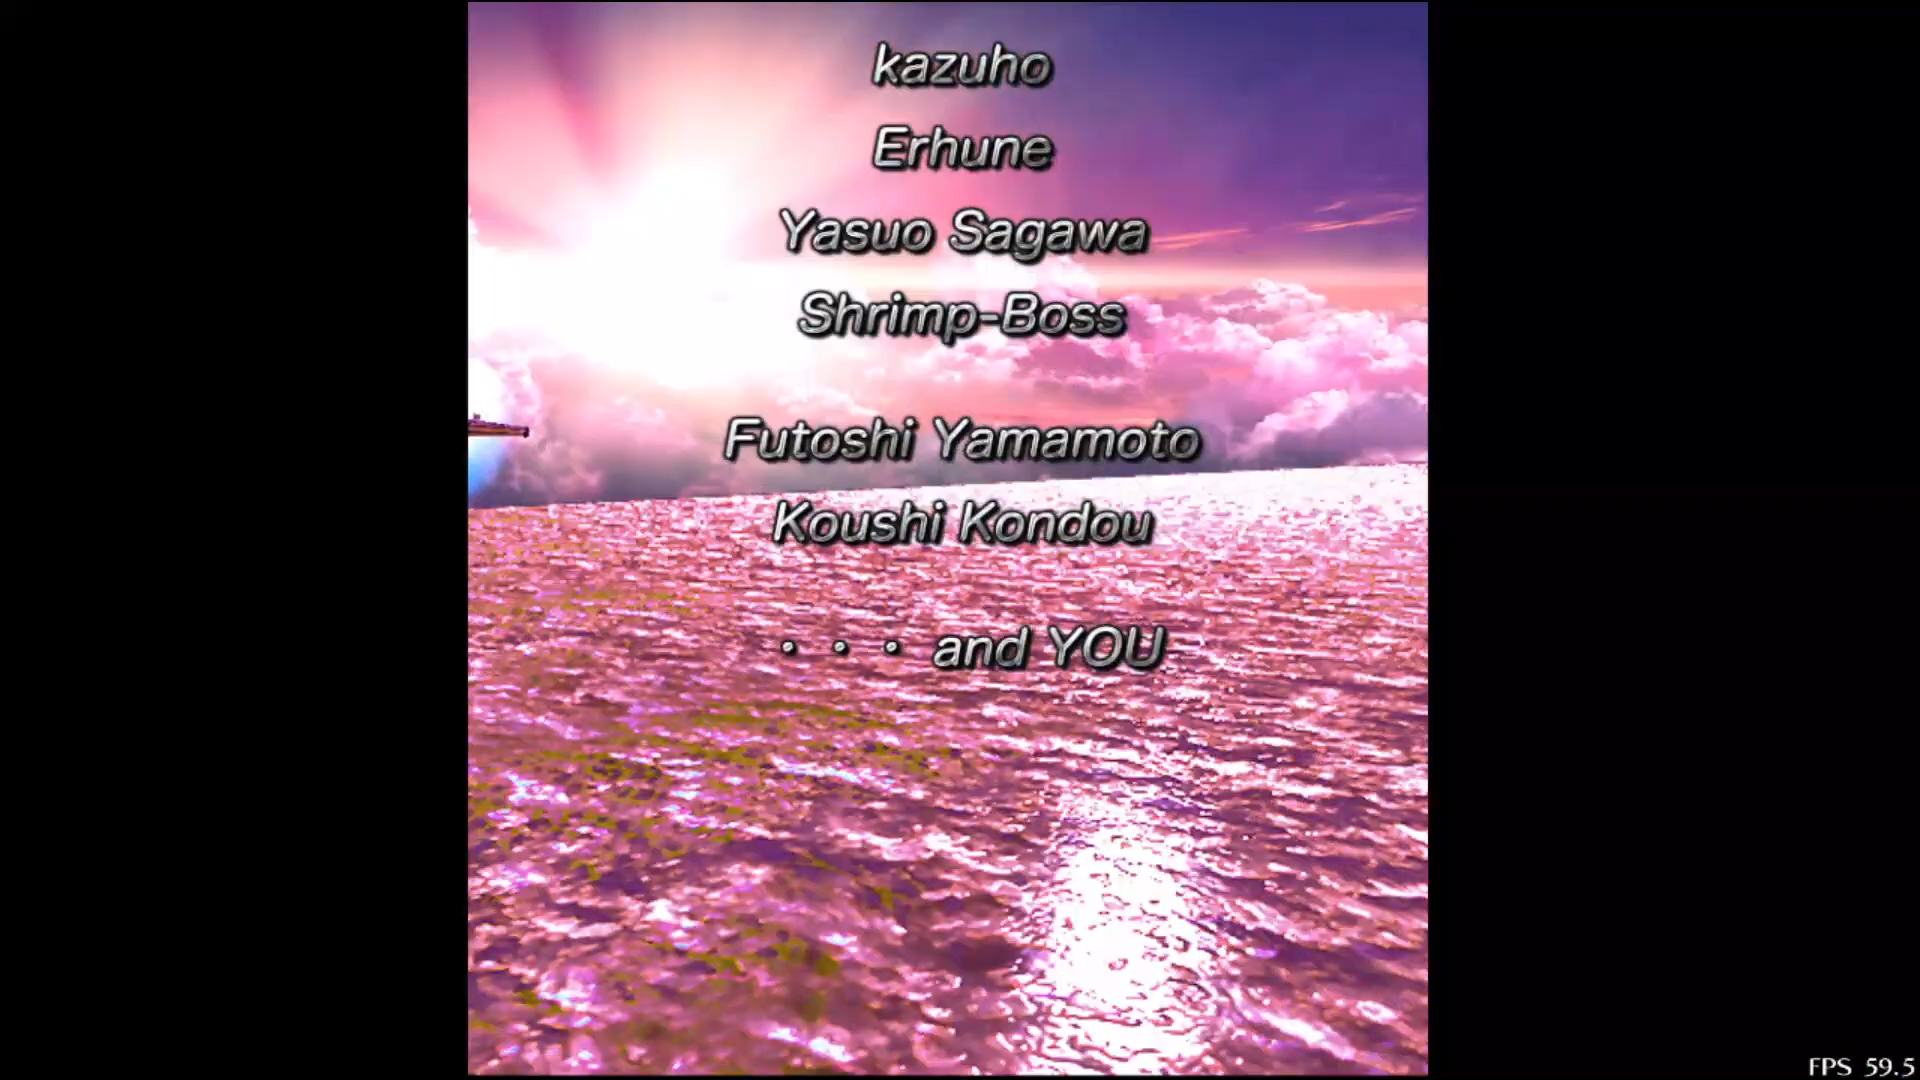 kazuho
Erhune
Yasuo Sagawa
Shrimp-Boss
Futoshi Yamamoto
Koushi Kondou
・・・ and YOU
FPS 59.5